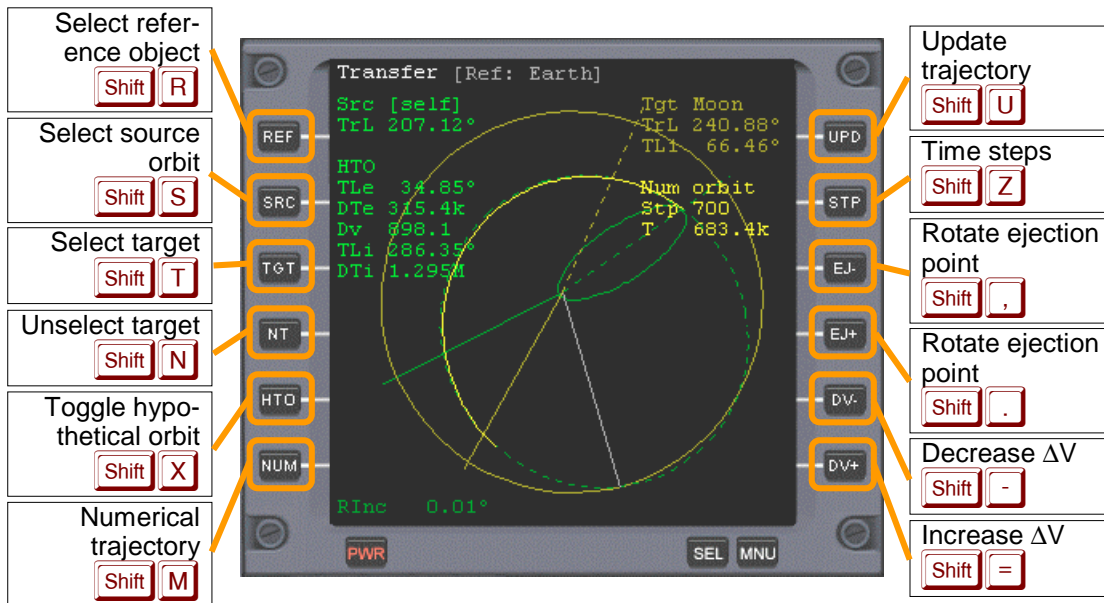 Select refer-
ence object
Shift R
Select source
orbit
Shift S
Select target
Shift T
Unselect target
Shift N
Toggle hypo-
thetical orbit
Shift X
Numerical
trajectory
Shift M
REF
SRC
TGT
NT
HTO
NUM
Transfer [Ref: Earth]
Src [self]
TrL 207.12°
HTO
TLe 34.85°
DTe 315.4k
Dv 898.1
TLi 286.35°
DTi 1.295M
Tgt Moon
TrL 240.88°
TLi 66.46°
Num orbit
Stp 700
T 683.4k
RInc 0.01°
PWR
SEL MNU
UPD
STP
EJ-
EJ+
DV-
DV+
Update
trajectory
Shift U
Time steps
Shift Z
Rotate ejection
point
Shift ,
Rotate ejection
point
Shift .
Decrease ΔV
Shift -
Increase ΔV
Shift =